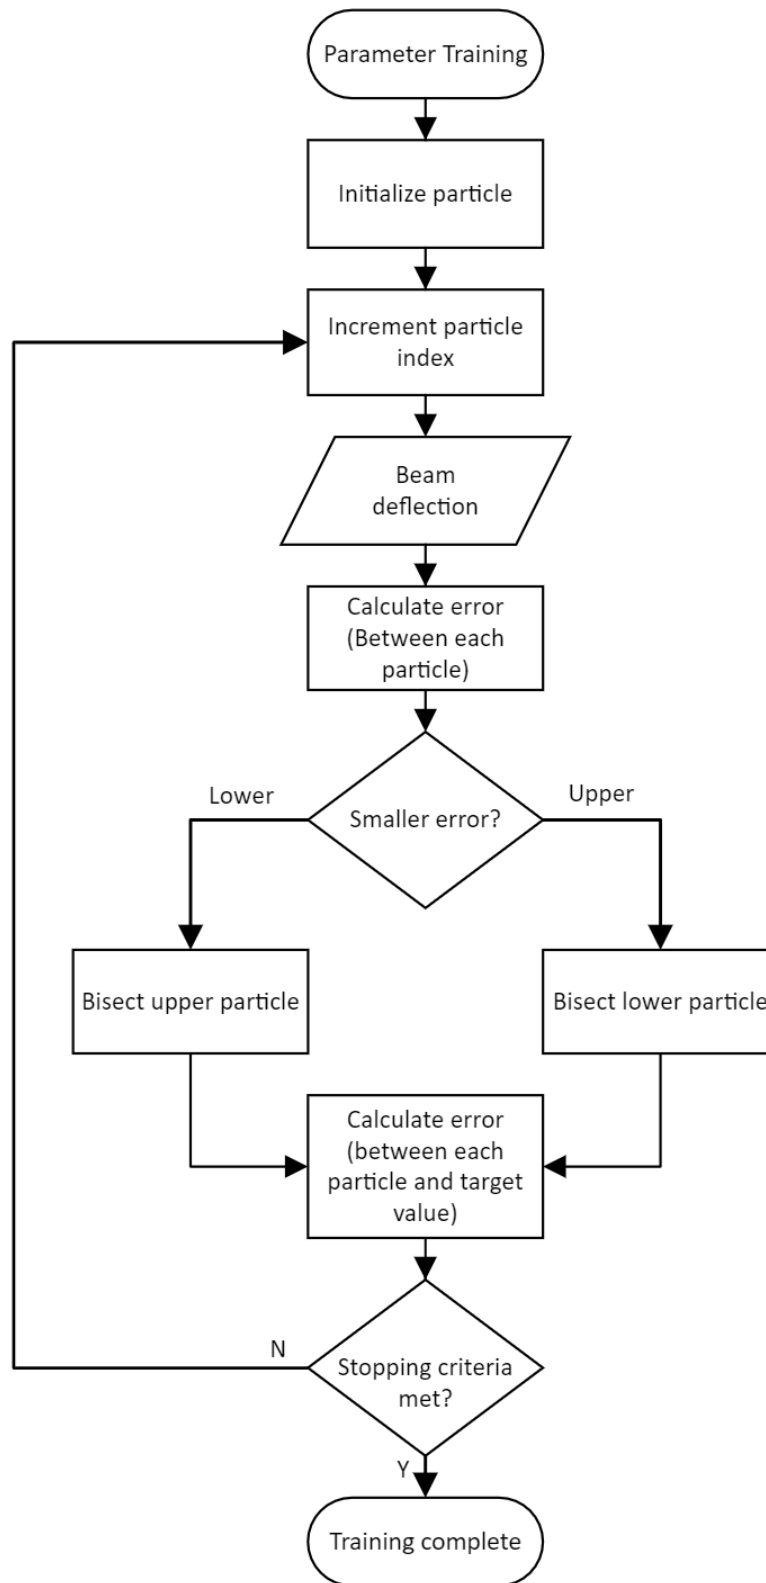 Parameter Training
Initialize particle
Increment particle
index
Beam
deflection
Calculate error
(Between each
particle)
Smaller error?
Lower
Upper
Bisect upper particle
Bisect lower particle
Calculate error
(between each
particle and target
value)
Stopping criteria
met?
N
Y
Training complete